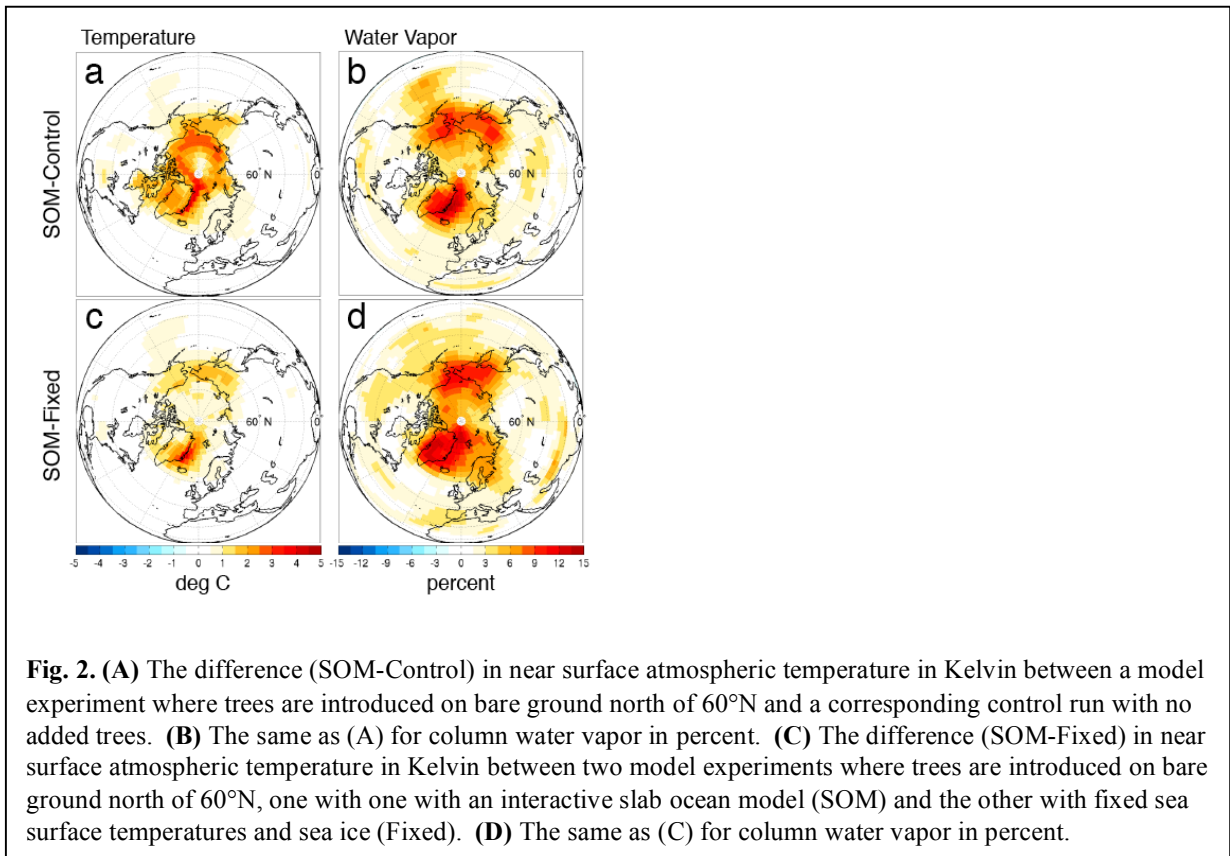 Temperature
Water Vapor
a
b
SOM-Control
60° N
0
60° N
0
c
d
SOM-Fixed
60° N
0
60° N
0
-5 -4 -3 -2 -1 0 1 2 3 4 5
-15 -12 -9 -6 -3 0 3 6 9 12 15
deg C
percent
Fig. 2. (A) The difference (SOM-Control) in near surface atmospheric temperature in Kelvin between a model
experiment where trees are introduced on bare ground north of 60°N and a corresponding control run with no
added trees. (B) The same as (A) for column water vapor in percent. (C) The difference (SOM-Fixed) in near
surface atmospheric temperature in Kelvin between two model experiments where trees are introduced on bare
ground north of 60°N, one with one with an interactive slab ocean model (SOM) and the other with fixed sea
surface temperatures and sea ice (Fixed). (D) The same as (C) for column water vapor in percent.